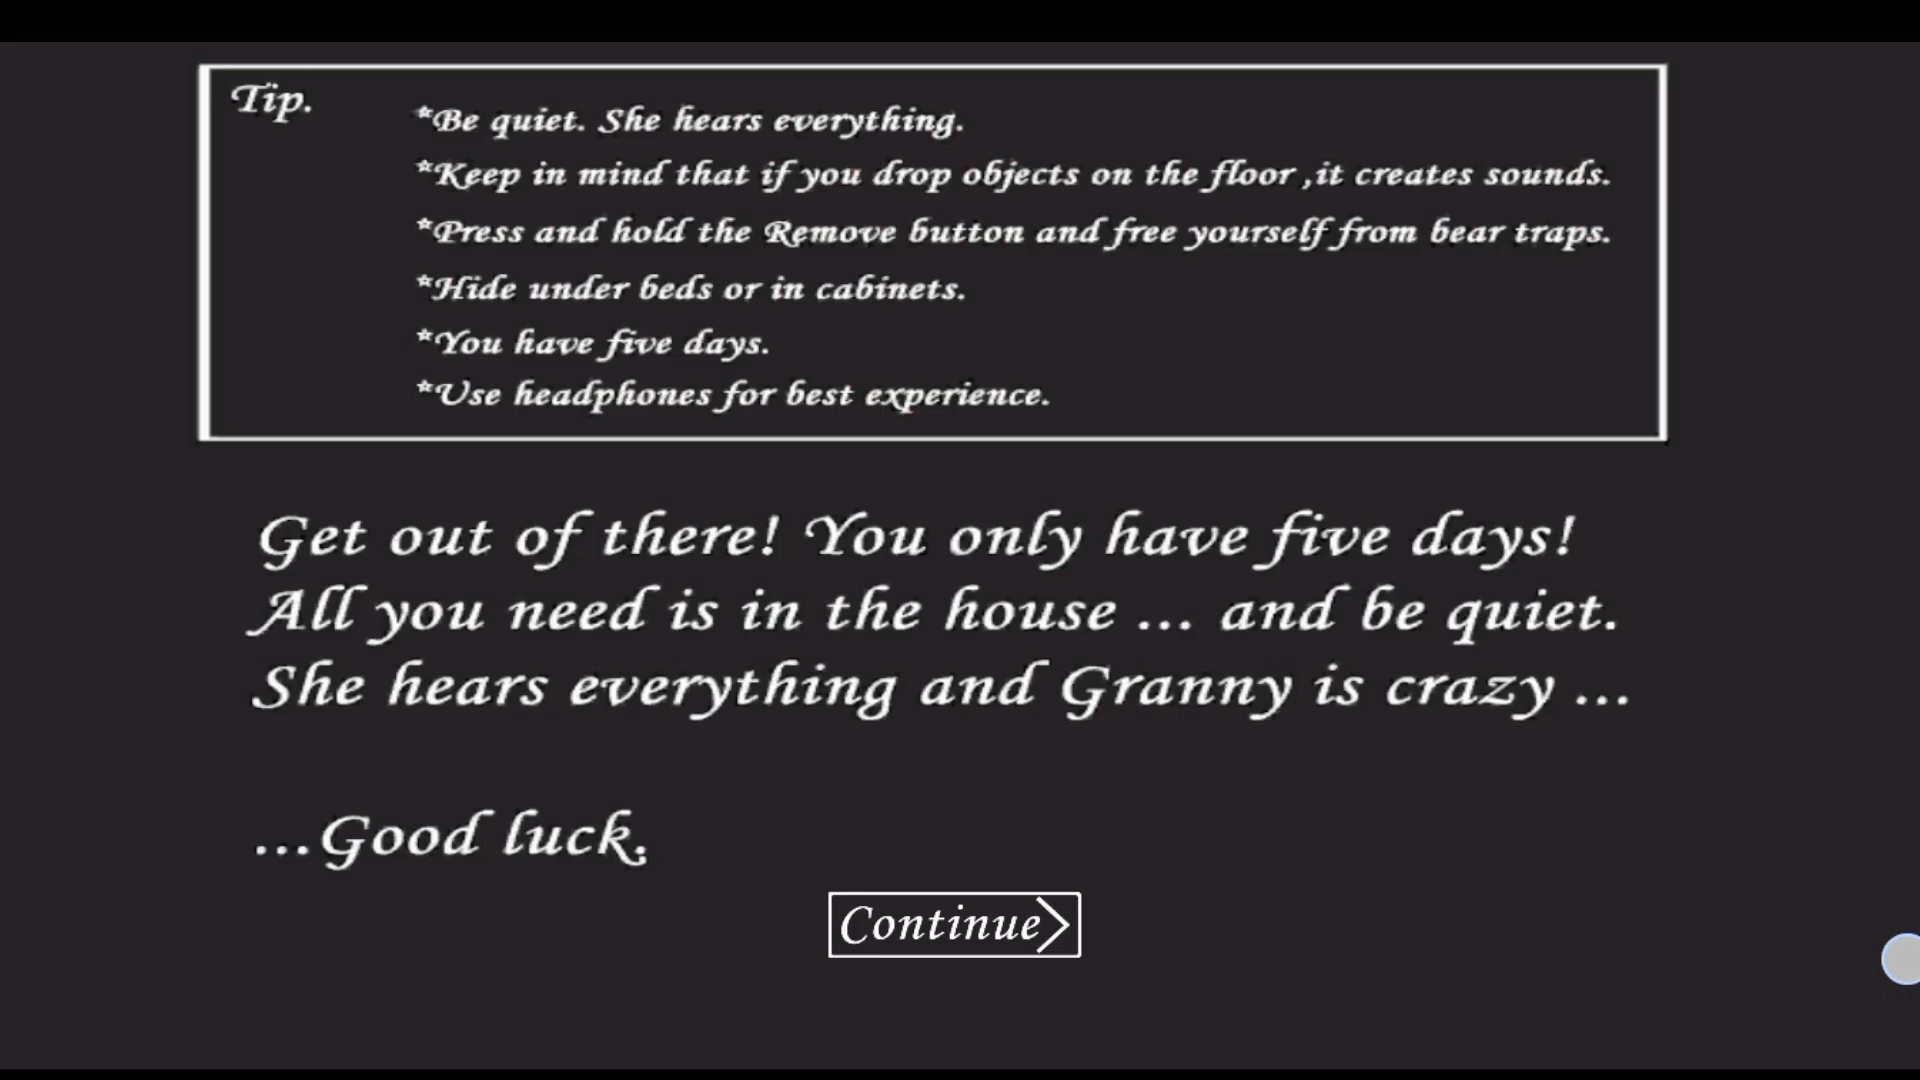 Tip.
*Be quiet. She hears everything.
*Keep in mind that if you drop objects on the floor ,it creates sounds.
*Press and hold the Remove button and free yourself from bear traps.
*Hide under beds or in cabinets.
*You have five days.
*Use headphones for best experience.
Get out of there! You only have five days!
All you need is in the house ... and be quiet.
She hears everything and Granny is crazy ...
...Good luck.
Continue>